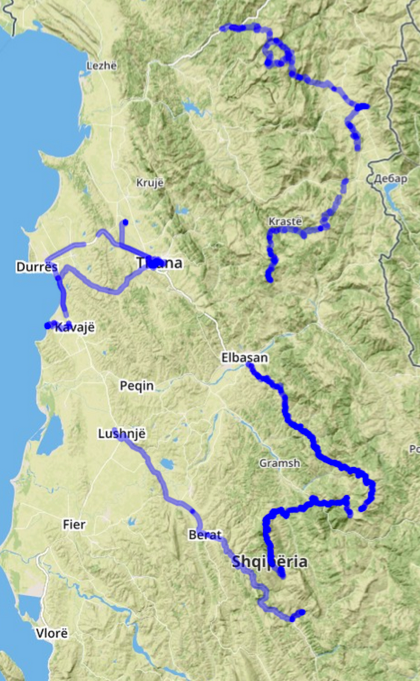 Lezhë
Krujë
Дебар
Krastë
Durrës
Tirana
Kavajë
Elbasan
Peqin
Lushnjë
Gramsh
Fier
Berat
Shqipëria
Vlorë